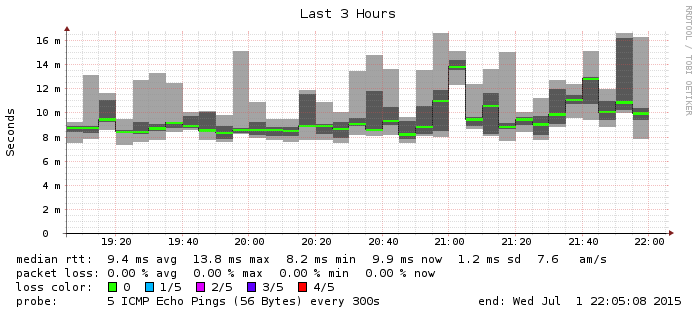 Last 3 Hours
RRDTOOL / TOBI OETIKER
Seconds
16 m
14 m
12 m
10 m
8 m
6 m
4 m
2 m
0
19:20 19:40 20:00 20:20 20:40 21:00 21:20 21:40 22:00
median rtt: 9.4 ms avg 13.8 ms max 8.2 ms min 9.9 ms now 1.2 ms sd 7.6 am/s
packet loss: 0.00 % avg 0.00 % max 0.00 % min 0.00 % now
loss color: 0 1/5 2/5 3/5 4/5
probe: 5 ICMP Echo Pings (56 Bytes) every 300s end: Wed Jul 1 22:05:08 2015